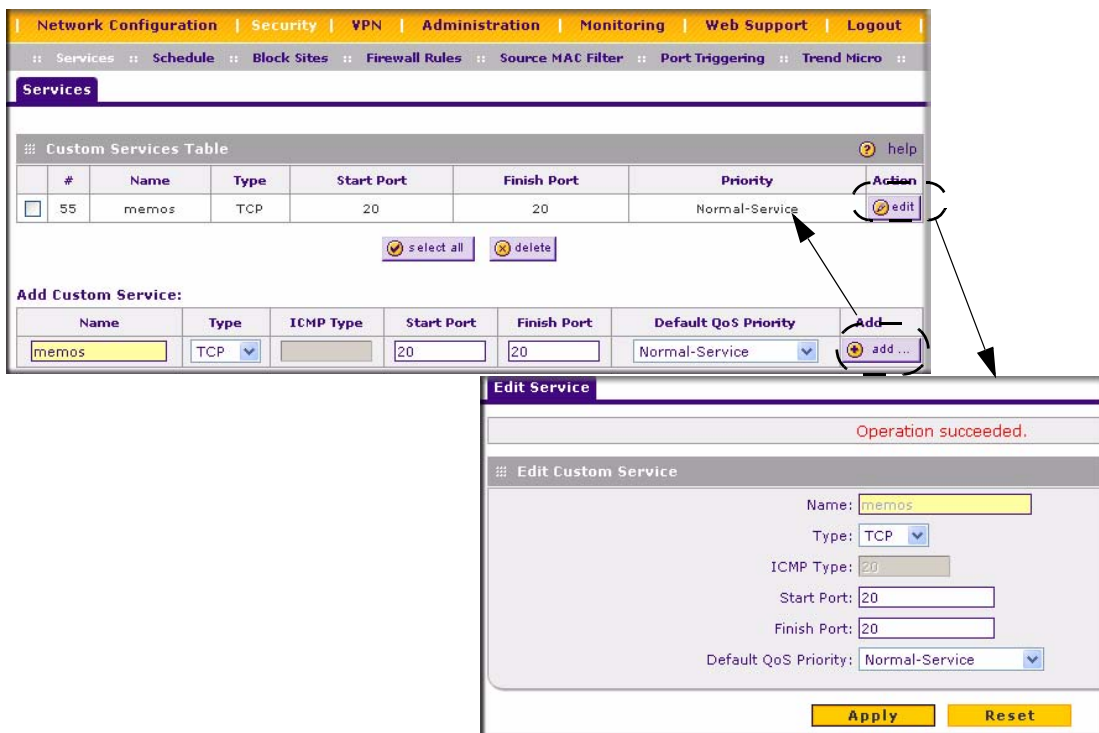 Network Configuration | Security | VPN | Administration | Monitoring | Web Support | Logout
:: Services :: Schedule :: Block Sites :: Firewall Rules :: Source MAC Filter :: Port Triggering :: Trend Micro ::
Services
Custom Services Table help
# Name Type Start Port Finish Port Priority Action
55 memos TCP 20 20 Normal-Service edit
select all delete
Add Custom Service:
Name Type ICMP Type Start Port Finish Port Default QoS Priority Add
memos TCP 20 20 Normal-Service add ...
Edit Service
Operation succeeded.
Edit Custom Service
Name: memos
Type: TCP
ICMP Type: 20
Start Port: 20
Finish Port: 20
Default QoS Priority: Normal-Service
Apply Reset